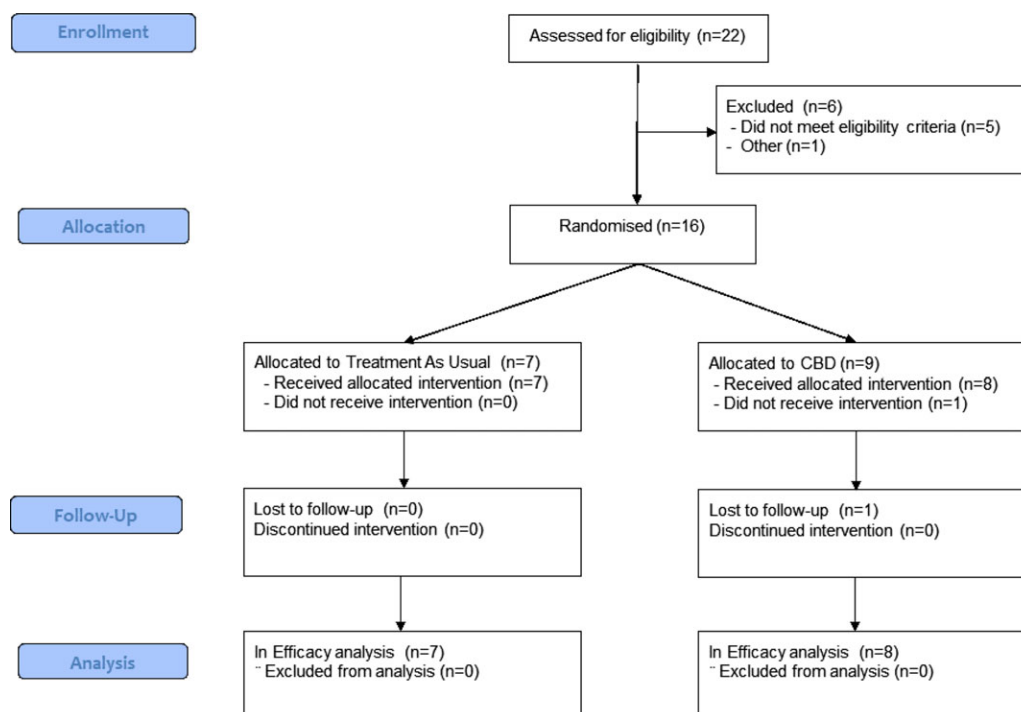 Enrollment
Assessed for eligibility (n=22)
Excluded (n=6)
- Did not meet eligibility criteria (n=5)
- Other (n=1)
Allocation
Randomised (n=16)
Allocated to Treatment As Usual (n=7)
- Received allocated intervention (n=7)
- Did not receive intervention (n=0)
Allocated to CBD (n=9)
- Received allocated intervention (n=8)
- Did not receive intervention (n=1)
Follow-Up
Lost to follow-up (n=0)
Discontinued intervention (n=0)
Lost to follow-up (n=1)
Discontinued intervention (n=0)
Analysis
In Efficacy analysis (n=7)
¨ Excluded from analysis (n=0)
In Efficacy analysis (n=8)
¨ Excluded from analysis (n=0)